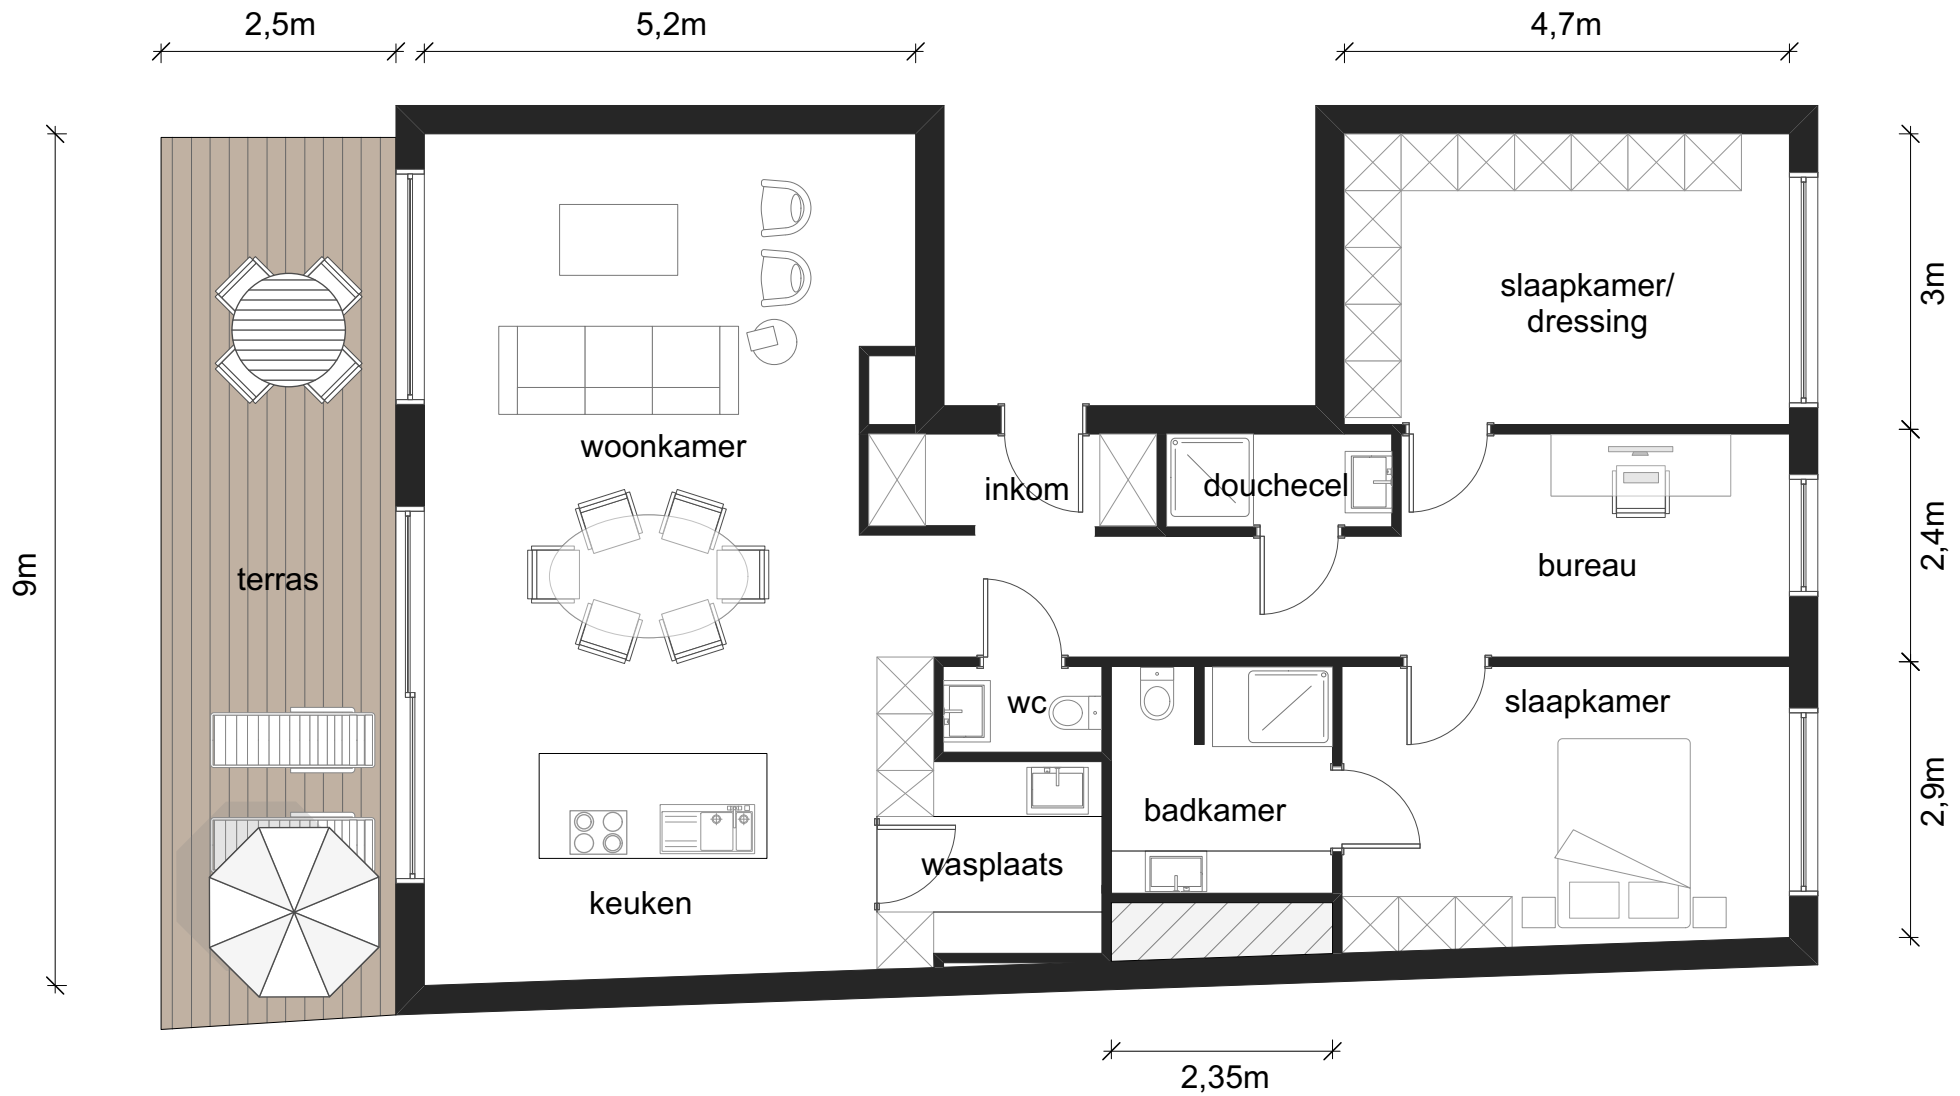 2,5m
5,2m
4,7m
slaapkamer/
dressing
3m
woonkamer
inkom
douchecel
2,4m
bureau
9m
terras
wc
slaapkamer
badkamer
2,9m
wasplaats
keuken
2,35m